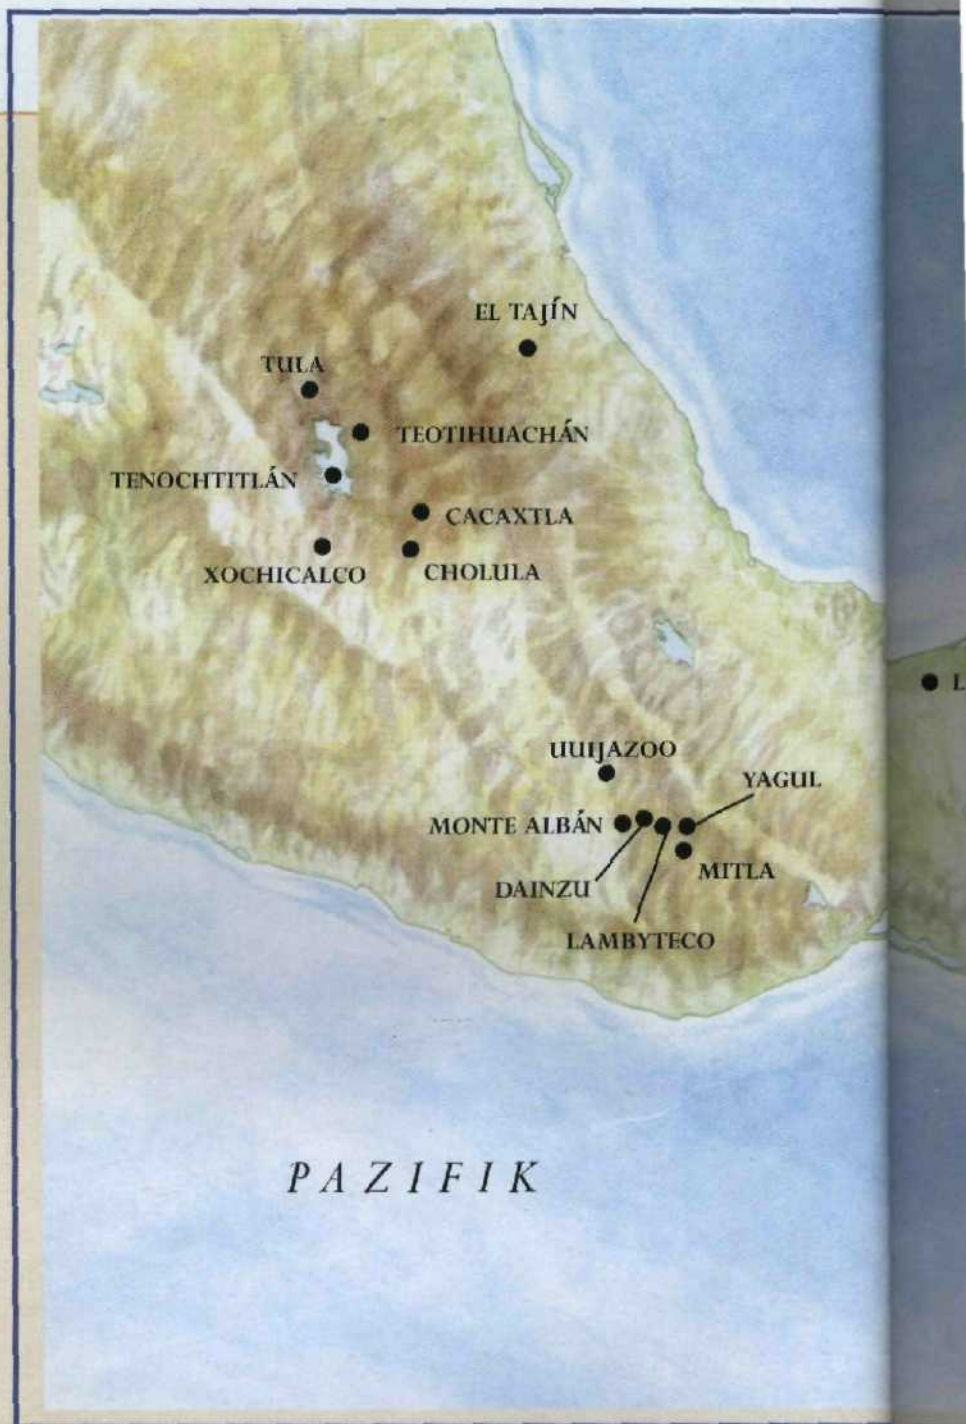 EL TAJÍN
TULA
TEOTIHUACHÁN
TENOCHTITLÁN
CACAXTLA
XOCHICALCO
CHOLULA
L
UUIJAZOO
YAGUL
MONTE ALBÁN
MITLA
DAINZU
LAMBYTECO
PAZIFIK